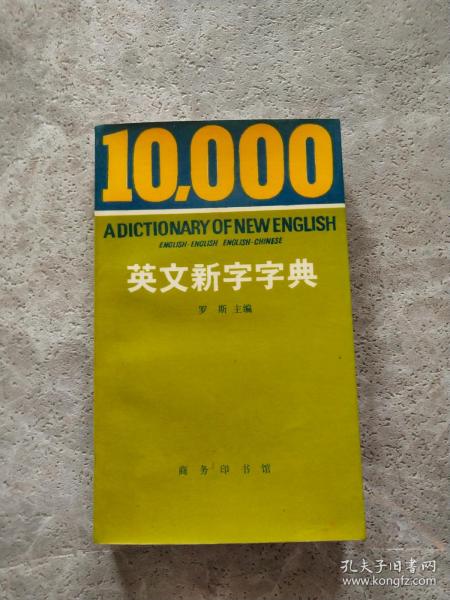 10,000
A DICTIONARY OF NEW ENGLISH
ENGLISH-ENGLISH ENGLISH-CHINESE
英文新字字典
罗斯 主编
商务印书馆
孔夫子旧书网
www.kongfz.com